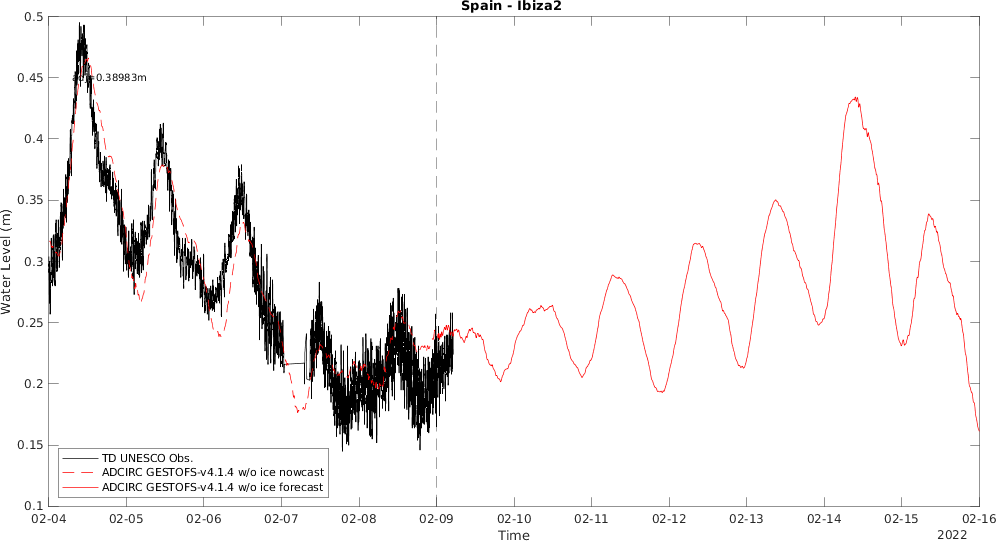 Spain - Ibiza2
0.5
0.45
0.4
0.35
0.3
0.25
0.2
0.15
0.1
Water Level (m)
0.38983m
TD UNESCO Obs.
ADCIRC GESTOFS-v4.1.4 w/o ice nowcast
ADCIRC GESTOFS-v4.1.4 w/o ice forecast
02-04 02-05 02-06 02-07 02-08 02-09 02-10 02-11 02-12 02-13 02-14 02-15 02-16
Time
2022